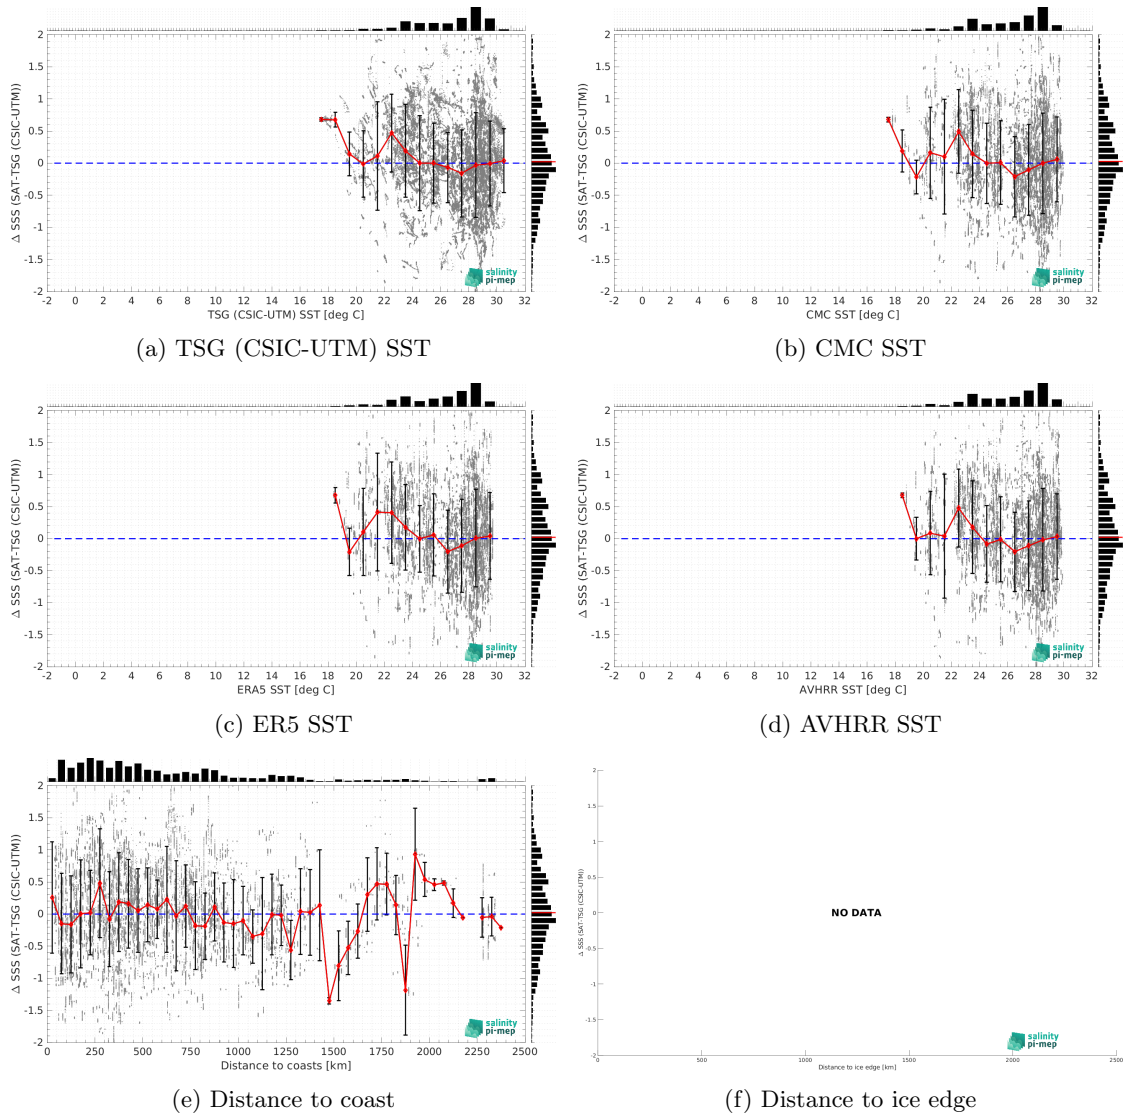 2
1.5
1
0.5
0
-0.5
-1
-1.5
-2
Δ SSS (SAT-TSG (CSIC-UTM))
-2 0 2 4 6 8 10 12 14 16 18 20 22 24 26 28 30 32
TSG (CSIC-UTM) SST [deg C]
salinity
pi-mep
(a) TSG (CSIC-UTM) SST
2
1.5
1
0.5
0
-0.5
-1
-1.5
-2
Δ SSS (SAT-TSG (CSIC-UTM))
-2 0 2 4 6 8 10 12 14 16 18 20 22 24 26 28 30 32
CMC SST [deg C]
salinity
pi-mep
(b) CMC SST
2
1.5
1
0.5
0
-0.5
-1
-1.5
-2
Δ SSS (SAT-TSG (CSIC-UTM))
-2 0 2 4 6 8 10 12 14 16 18 20 22 24 26 28 30 32
ERA5 SST [deg C]
salinity
pi-mep
(c) ER5 SST
2
1.5
1
0.5
0
-0.5
-1
-1.5
-2
Δ SSS (SAT-TSG (CSIC-UTM))
-2 0 2 4 6 8 10 12 14 16 18 20 22 24 26 28 30 32
AVHRR SST [deg C]
salinity
pi-mep
(d) AVHRR SST
2
1.5
1
0.5
0
-0.5
-1
-1.5
-2
Δ SSS (SAT-TSG (CSIC-UTM))
0 250 500 750 1000 1250 1500 1750 2000 2250 2500
Distance to coasts [km]
salinity
pi-mep
(e) Distance to coast
2
1.5
1
0.5
0
-0.5
-1
-1.5
-2
Δ SSS (SAT-TSG (CSIC-UTM))
NO DATA
0 500 1000 1500 2000 2500
Distance to ice edge [km]
salinity
pi-mep
(f) Distance to ice edge